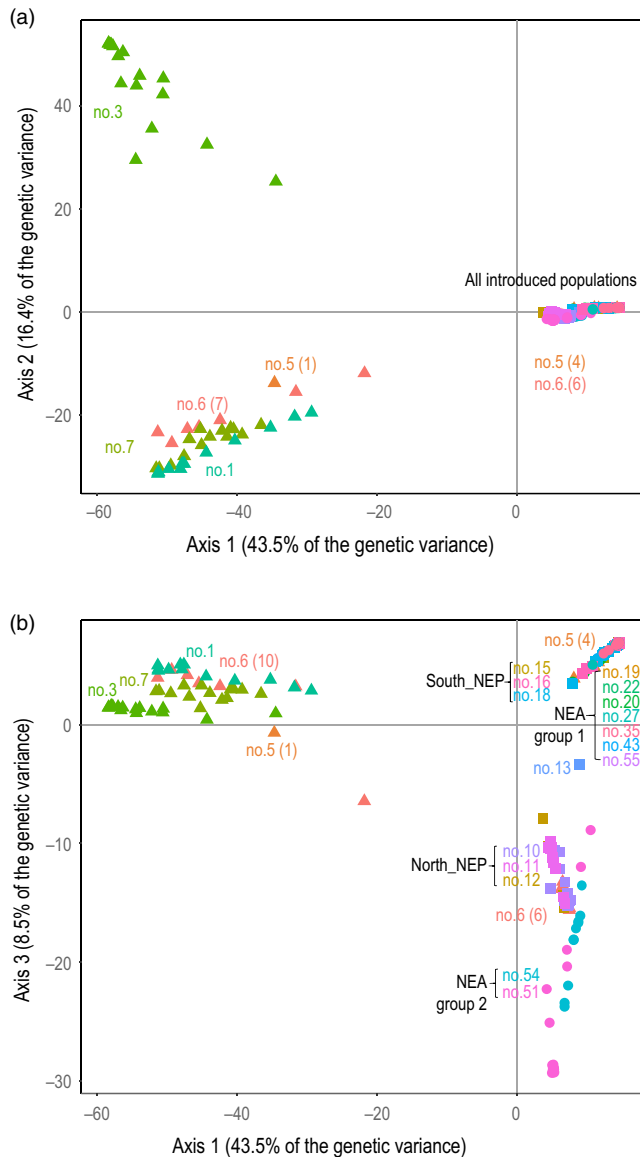 (a)
40
20
0
−20
−60
−40
−20
0
Axis 1 (43.5% of the genetic variance)
Axis 2 (16.4% of the genetic variance)
no.3
All introduced populations
no.5 (4)
no.6 (6)
no.5 (1)
no.6 (7)
no.7
no.1
(b)
0
−10
−20
−30
−60
−40
−20
0
Axis 1 (43.5% of the genetic variance)
Axis 3 (8.5% of the genetic variance)
no.1
no.6 (10)
no.7
no.3
no.5 (1)
no.5 (4)
South_NEP
no.15
no.16
no.18
NEA
group 1
no.19
no.22
no.20
no.27
no.35
no.43
no.55
no.13
North_NEP
no.10
no.11
no.12
no.6 (6)
NEA
group 2
no.54
no.51